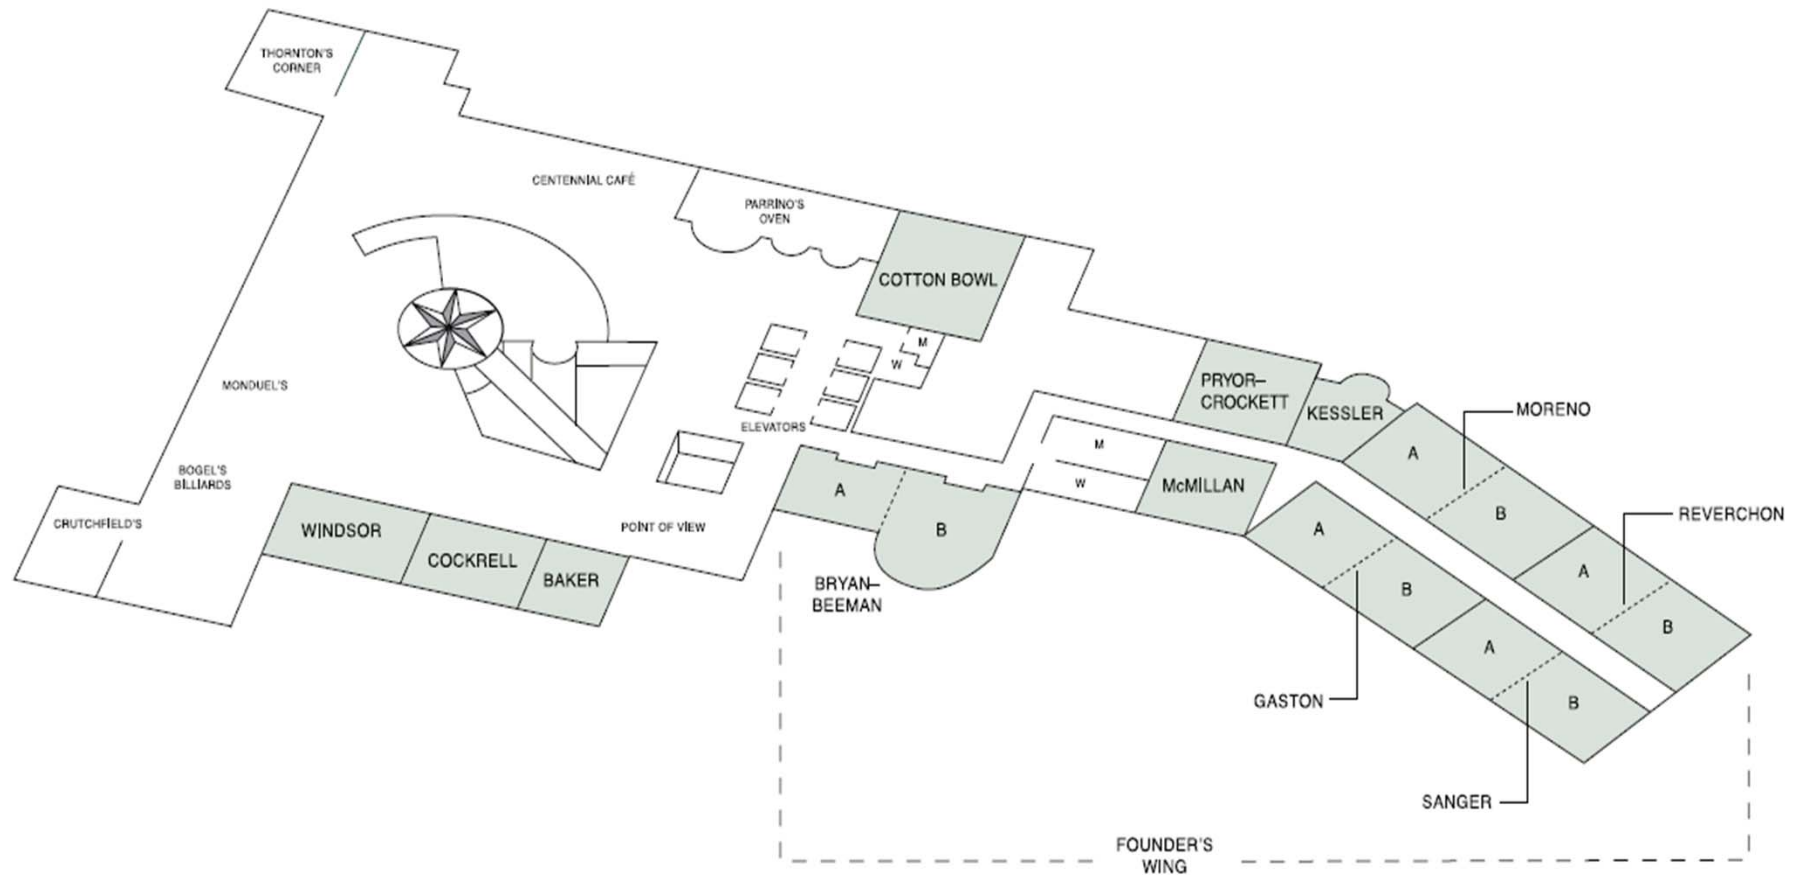 THORNTON'S
CORNER
CENTENNIAL CAFÉ
PARRINO'S
OVEN
COTTON BOWL
M
W
MONDUEL'S
ELEVATORS
PRYOR–
CROCKETT
KESSLER
MORENO
A
B
REVERCHON
A
B
M
W
McMILLAN
BOGEL'S
BILLIARDS
CRUTCHFIELD'S
WINDSOR
COCKRELL
BAKER
POINT OF VIEW
A
B
BRYAN–
BEEMAN
A
B
GASTON
A
B
SANGER
FOUNDER'S
WING